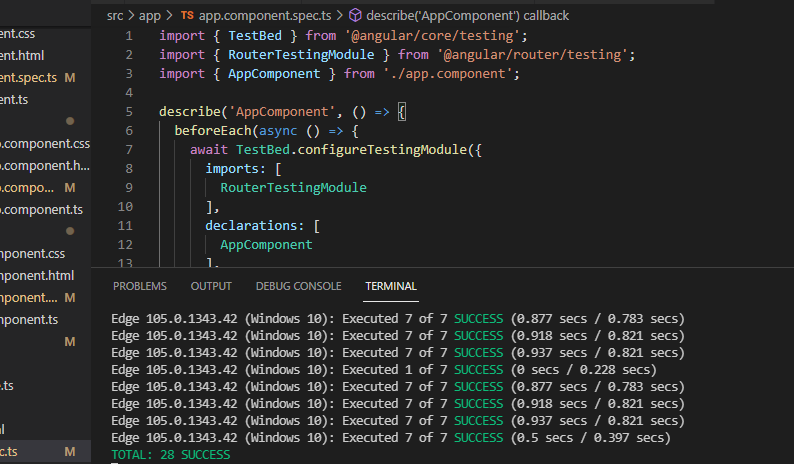 src > app > TS app.component.spec.ts > describe('AppComponent') callback
ent.css
ent.html
ent.spec.ts M
ent.ts
o.component.css
o.component.h...
o.compo... M
o.component.ts
mponent.css
mponent.html
mponent.... M
mponent.ts
M
e.ts
l
c.ts M
1 import { TestBed } from '@angular/core/testing';
2 import { RouterTestingModule } from '@angular/router/testing';
3 import { AppComponent } from './app.component';
4
5 describe('AppComponent', () => {
6 beforeEach(async () => {
7 await TestBed.configureTestingModule({
8 imports: [
9 RouterTestingModule
10 ],
11 declarations: [
12 AppComponent
13 ],
PROBLEMS OUTPUT DEBUG CONSOLE TERMINAL
Edge 105.0.1343.42 (Windows 10): Executed 7 of 7 SUCCESS (0.877 secs / 0.783 secs)
Edge 105.0.1343.42 (Windows 10): Executed 7 of 7 SUCCESS (0.918 secs / 0.821 secs)
Edge 105.0.1343.42 (Windows 10): Executed 7 of 7 SUCCESS (0.937 secs / 0.821 secs)
Edge 105.0.1343.42 (Windows 10): Executed 1 of 7 SUCCESS (0 secs / 0.228 secs)
Edge 105.0.1343.42 (Windows 10): Executed 7 of 7 SUCCESS (0.877 secs / 0.783 secs)
Edge 105.0.1343.42 (Windows 10): Executed 7 of 7 SUCCESS (0.918 secs / 0.821 secs)
Edge 105.0.1343.42 (Windows 10): Executed 7 of 7 SUCCESS (0.937 secs / 0.821 secs)
Edge 105.0.1343.42 (Windows 10): Executed 7 of 7 SUCCESS (0.5 secs / 0.397 secs)
TOTAL: 28 SUCCESS